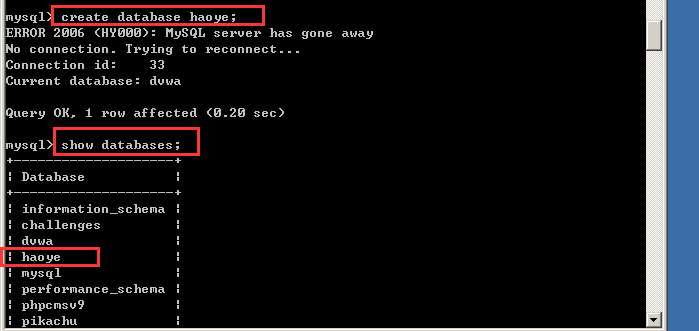 mysql> create database haoye;
ERROR 2006 (HY000): MySQL server has gone away
No connection. Trying to reconnect...
Connection id:    33
Current database: dvwa
Query OK, 1 row affected (0.20 sec)
mysql> show databases;
+--------------------+
| Database           |
+--------------------+
| information_schema |
| challenges         |
| dvwa               |
| haoye              |
| mysql              |
| performance_schema |
| phpcmsv9           |
| pikachu            |